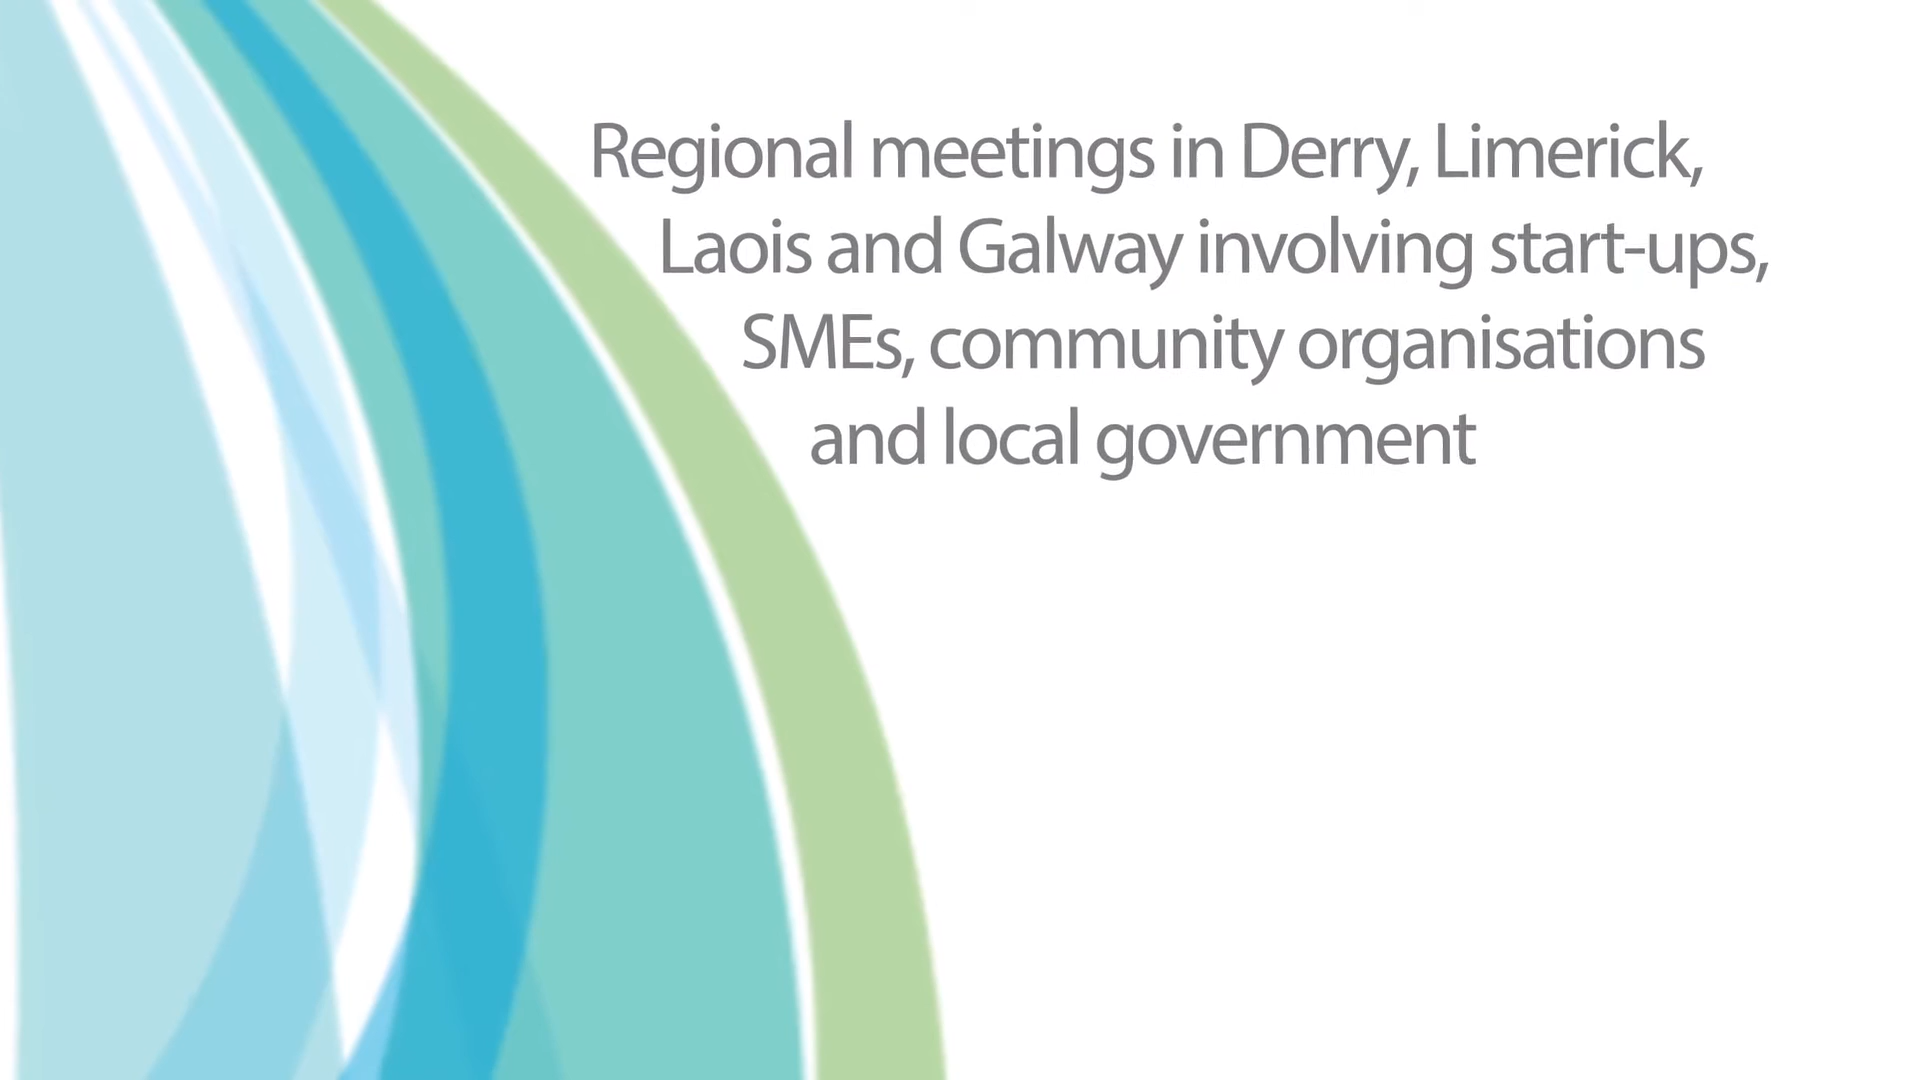 Regional meetings in Derry, Limerick,
Laois and Galway involving start-ups,
SMEs, community organisations
and local government